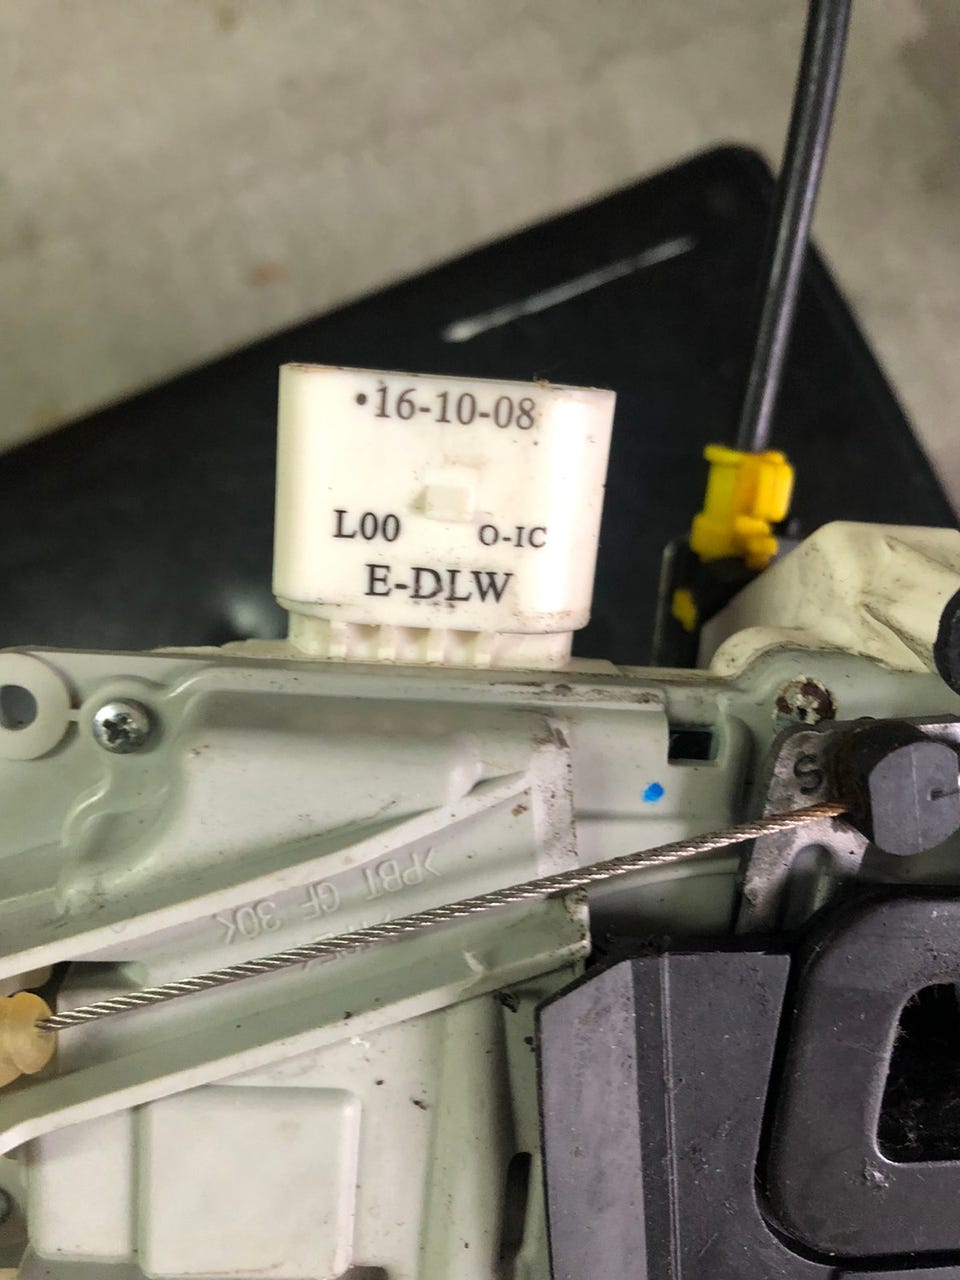 •16-10-08
L00 O-IC
E-DLW
S
>PBT GF 30<